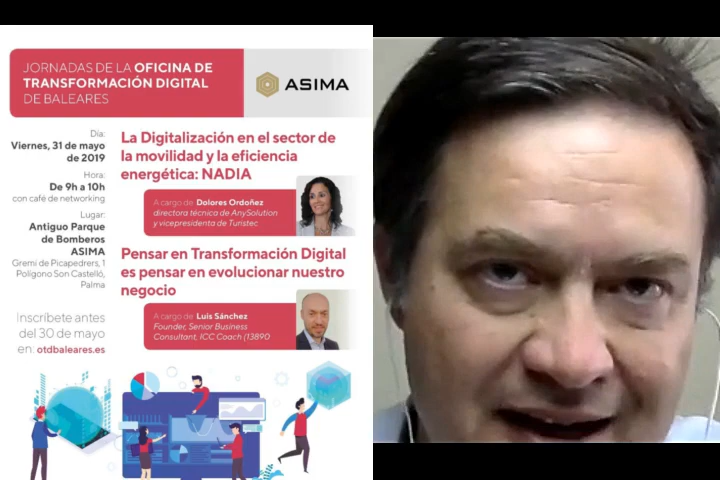 JORNADAS DE LA OFICINA DE
TRANSFORMACIÓN DIGITAL
DE BALEARES
ASIMA
Día:
Viernes, 31 de mayo
de 2019
Hora:
De 9h a 10h
con café de networking
Lugar:
Antiguo Parque
de Bomberos
ASIMA
Gremi de Picapedrers, 1
Polígono Son Castelló,
Palma
Inscríbete antes
del 30 de mayo
en: otdbaleares.es
La Digitalización en el sector de
la movilidad y la eficiencia
energética: NADIA
A cargo de Dolores Ordoñez
directora técnica de AnySolution
y vicepresidenta de Turistec
Pensar en Transformación Digital
es pensar en evolucionar nuestro
negocio
A cargo de Luis Sánchez
Founder, Senior Business
Consultant, ICC Coach (13890